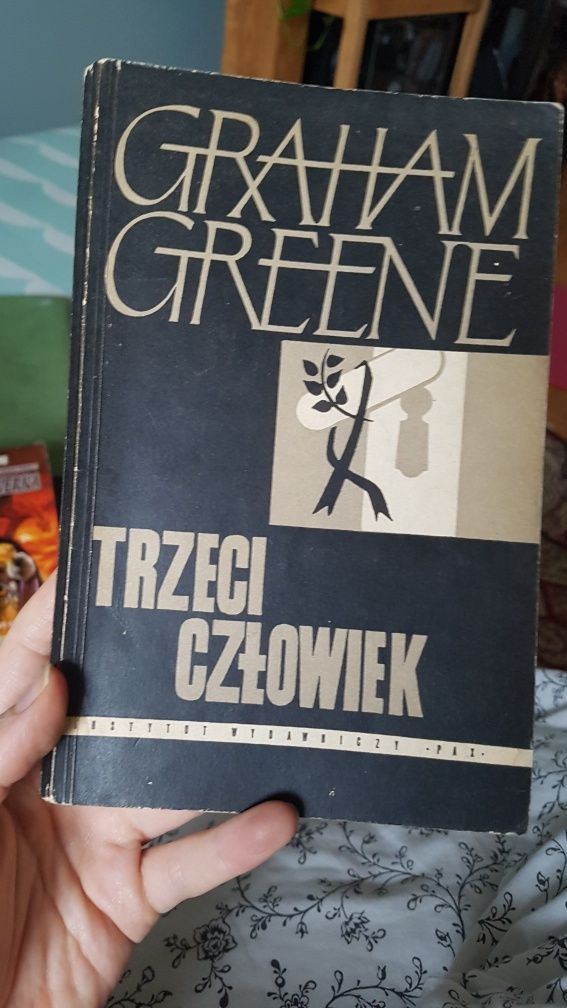 GRAHAM
GREENE
TRZECI
CZŁOWIEK
INSTYTUT WYDAWNICZY •PAX•